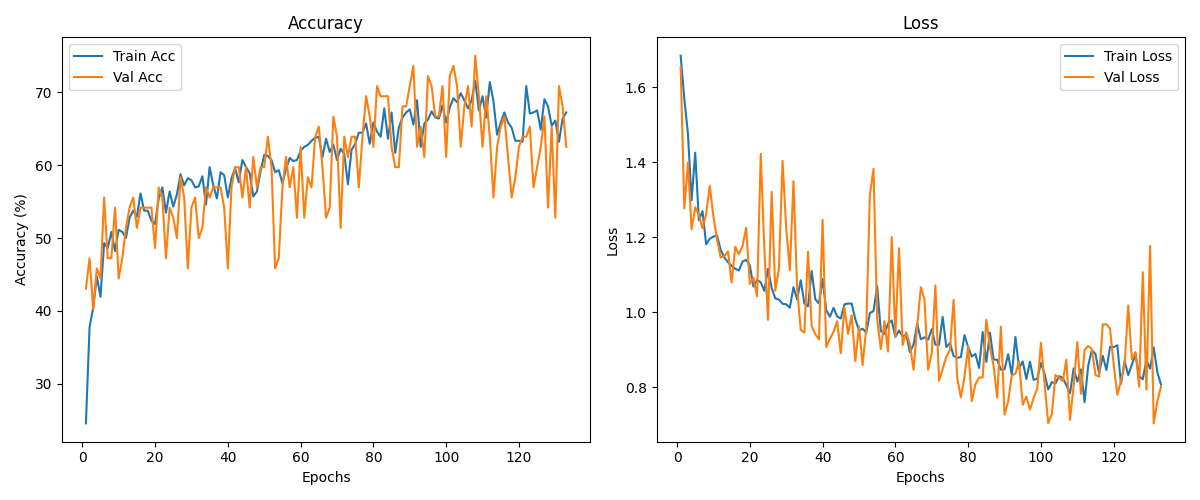 Accuracy
Train Acc
Val Acc
Accuracy (%)
70
60
50
40
30
0 20 40 60 80 100 120
Epochs
Loss
Train Loss
Val Loss
Loss
1.6
1.4
1.2
1.0
0.8
0 20 40 60 80 100 120
Epochs